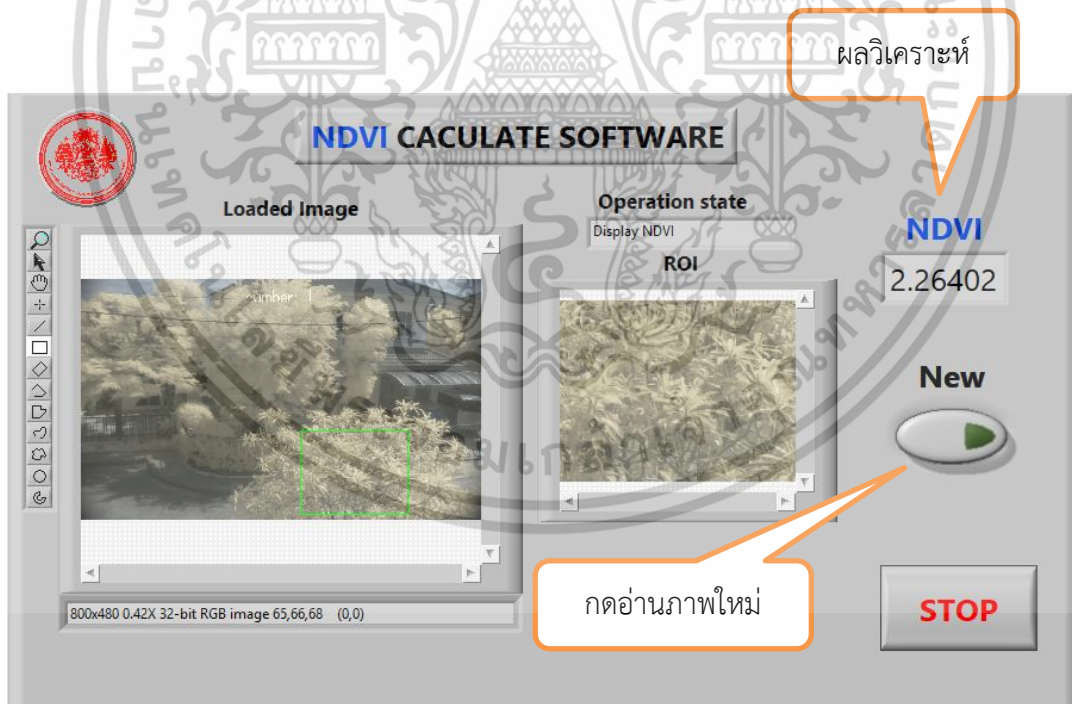 ผลวิเคราะห์
NDVI CACULATE SOFTWARE
Loaded Image
Operation state
Display NDVI
ROI
NDVI
2.26402
umber: 1
New
กดอ่านภาพใหม่
STOP
800x480 0.42X 32-bit RGB image 65,66,68 (0,0)